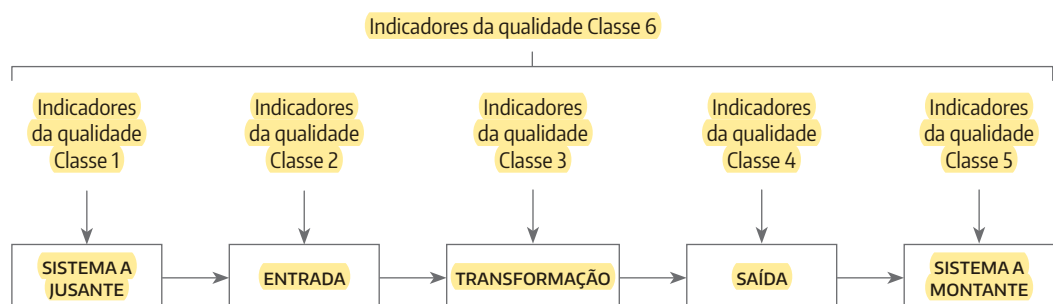 Indicadores da qualidade Classe 6
Indicadores
da qualidade
Classe 1
Indicadores
da qualidade
Classe 2
Indicadores
da qualidade
Classe 3
Indicadores
da qualidade
Classe 4
Indicadores
da qualidade
Classe 5
SISTEMA A
JUSANTE
ENTRADA
TRANSFORMAÇÃO
SAÍDA
SISTEMA A
MONTANTE